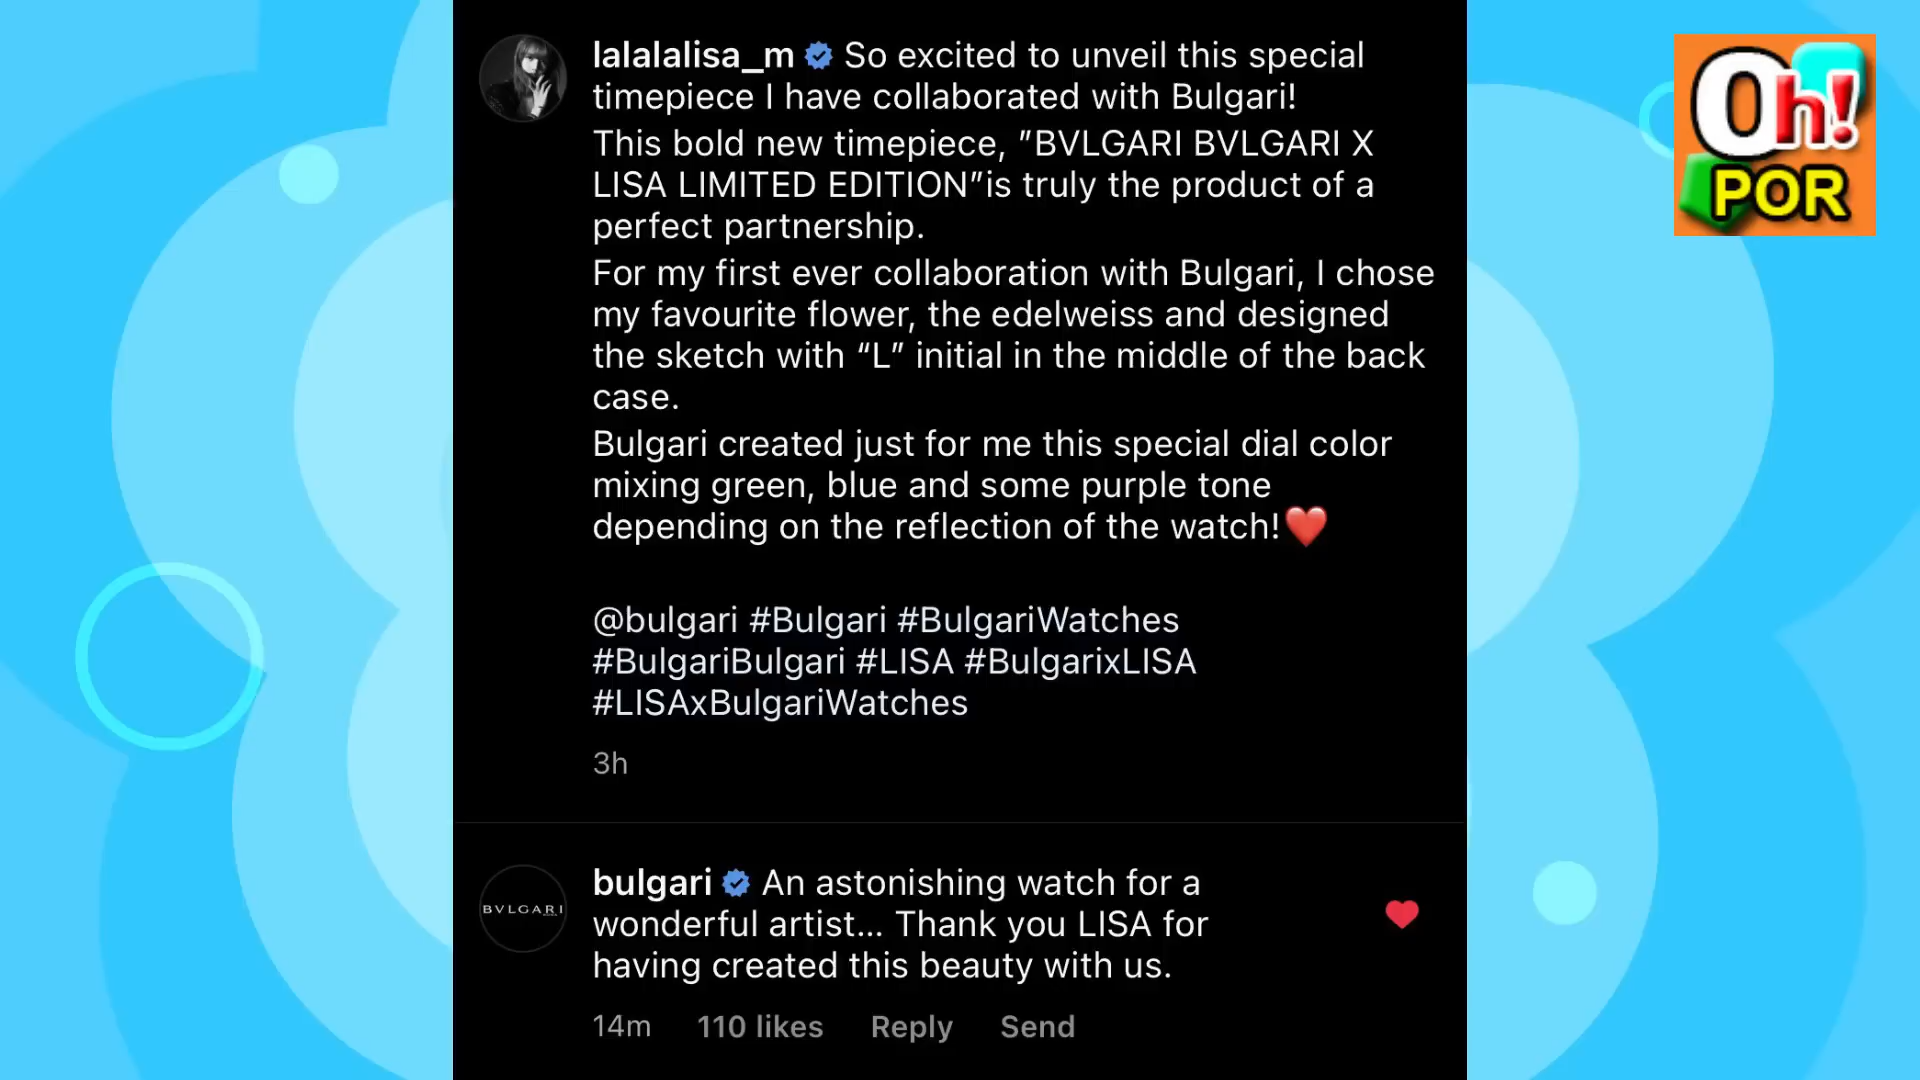 lalalalisa_m So excited to unveil this special
timepiece I have collaborated with Bulgari!
This bold new timepiece, "BVLGARI BVLGARI X
LISA LIMITED EDITION"is truly the product of a
perfect partnership.
For my first ever collaboration with Bulgari, I chose
my favourite flower, the edelweiss and designed
the sketch with “L” initial in the middle of the back
case.
Bulgari created just for me this special dial color
mixing green, blue and some purple tone
depending on the reflection of the watch!❤️
@bulgari #Bulgari #BulgariWatches
#BulgariBulgari #LISA #BulgarixLISA
#LISAxBulgariWatches
3h
BVLGARI
bulgari An astonishing watch for a
wonderful artist... Thank you LISA for
having created this beauty with us.
14m 110 likes Reply Send
Oh!
POR